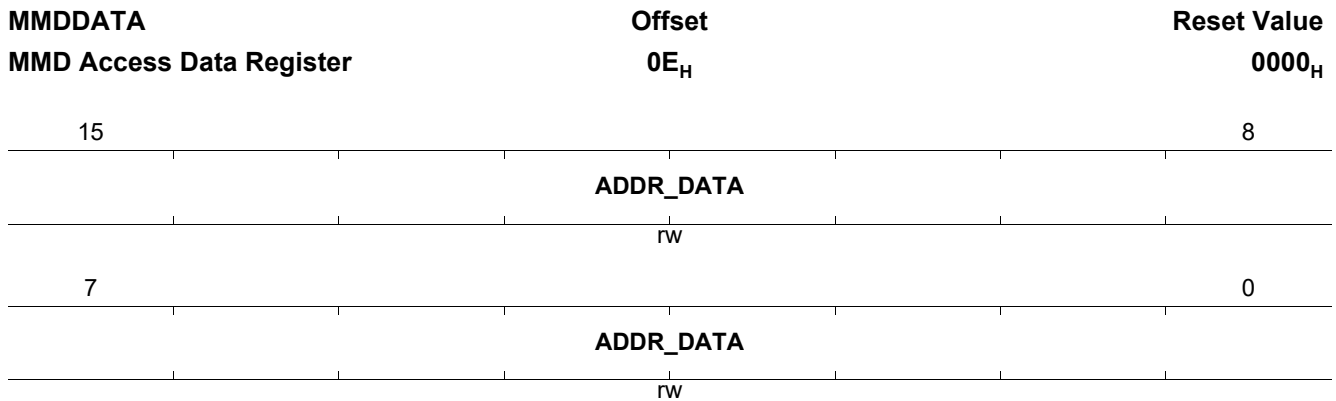 MMDDATA Offset Reset Value
MMD Access Data Register 0EH 0000H
15 8
ADDR_DATA
rw
7 0
ADDR_DATA
rw